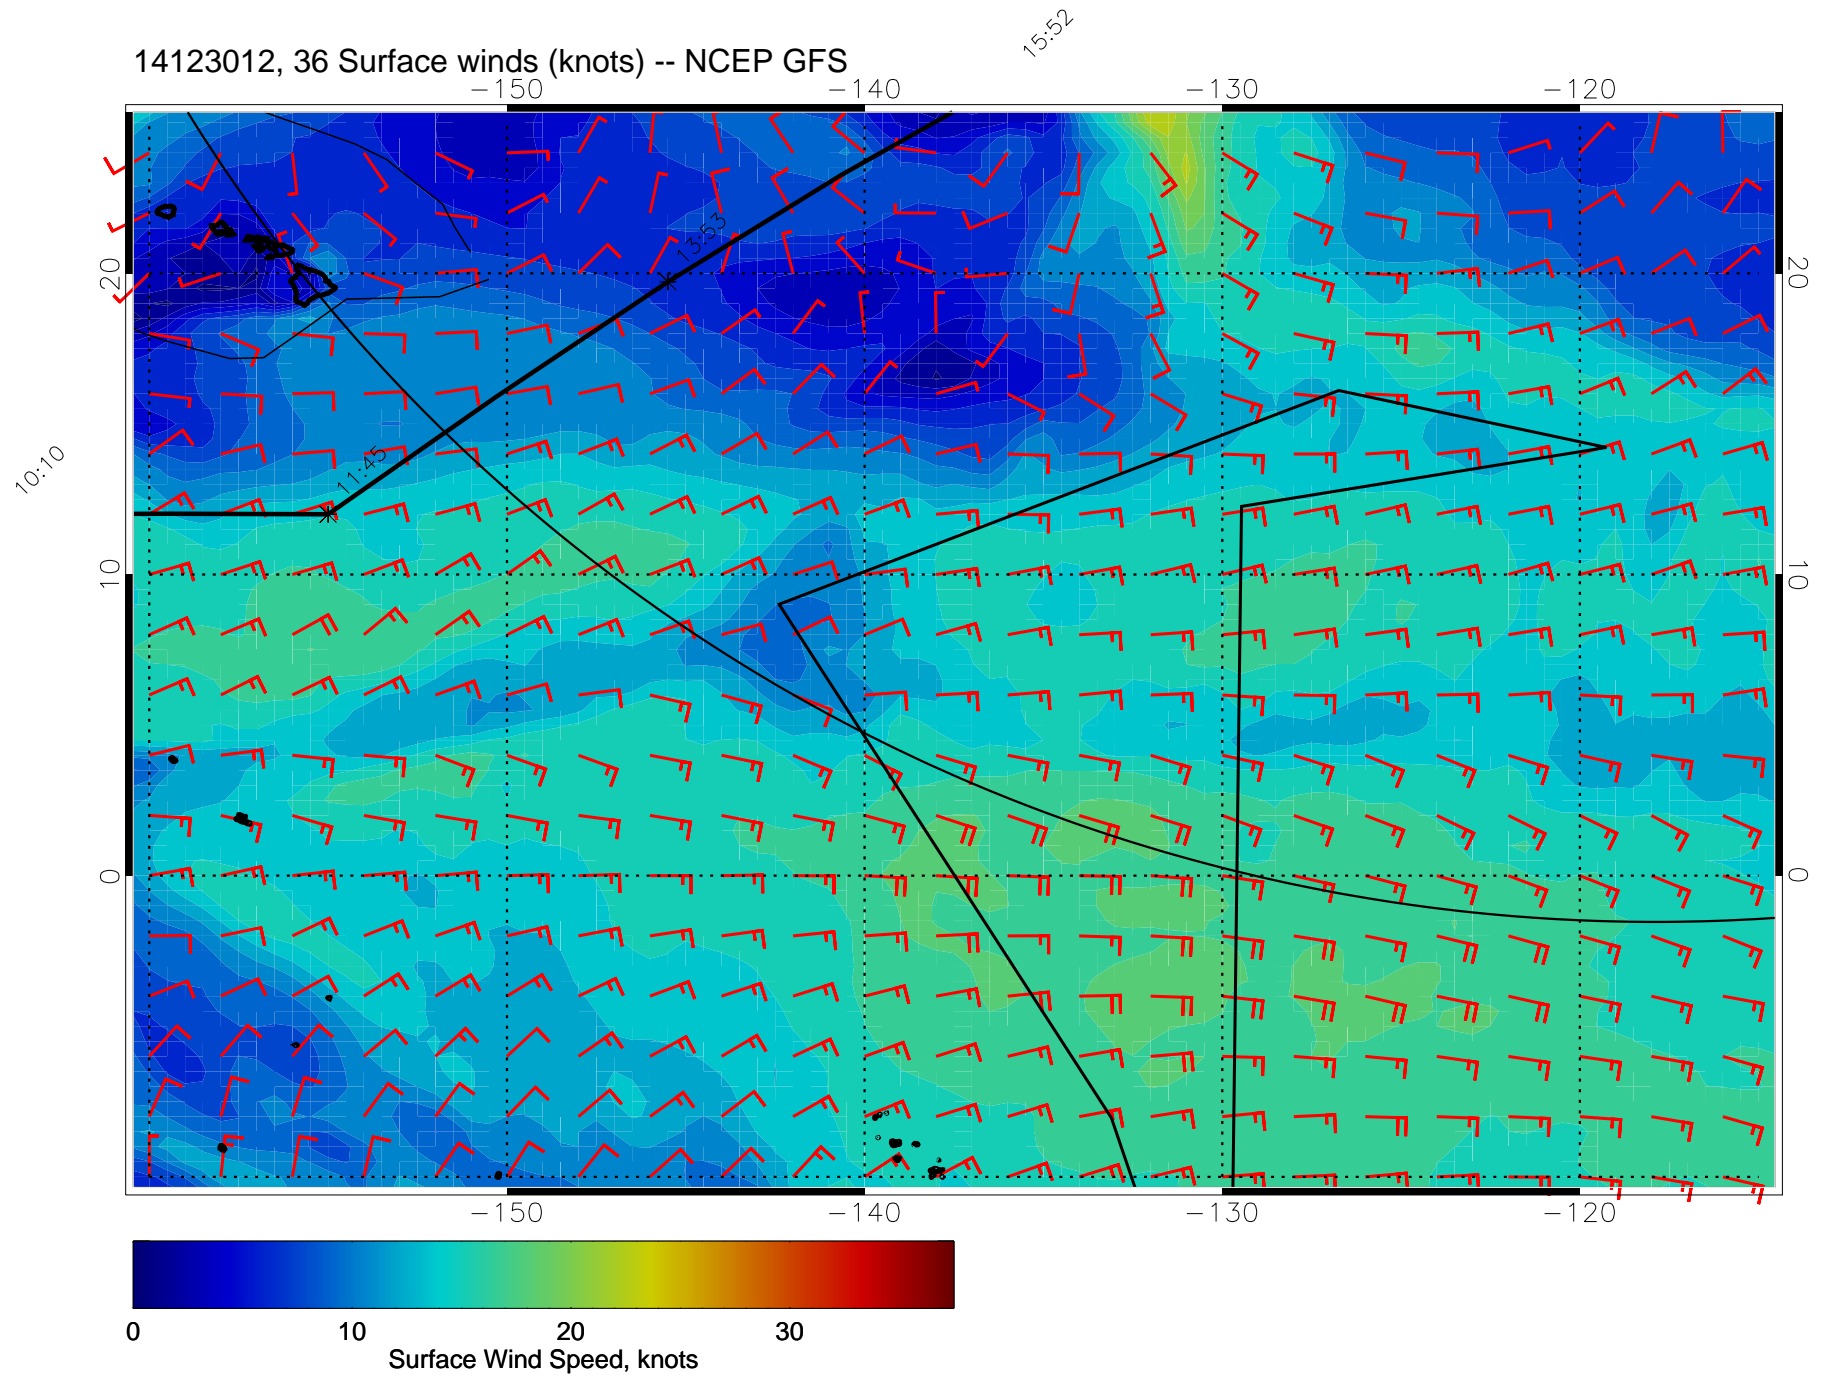 15:52
14123012, 36 Surface winds (knots) -- NCEP GFS
-150 -140 -130 -120
13:53
20 20
11:45
10:10
10 10
0 0
-150 -140 -130 -120
0 10 20 30
Surface Wind Speed, knots